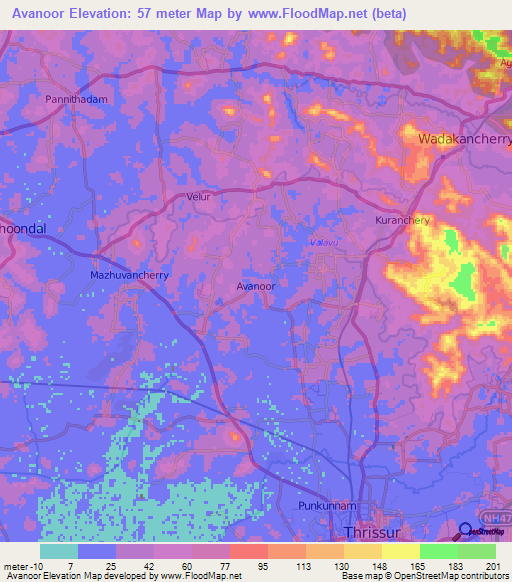 Avanoor Elevation: 57 meter Map by www.FloodMap.net (beta)
Ay
Pannithadam
Wadakancherry
Velur
Kuranchery
hoondal
Valavu
Mazhuvancherry
Avanoor
Punkunnam
NH47
Thrissur
OpenStreetMap
meter -10 7 25 42 60 77 95 113 130 148 165 183 201
Avanoor Elevation Map developed by www.FloodMap.net
Base map © OpenStreetMap contributors